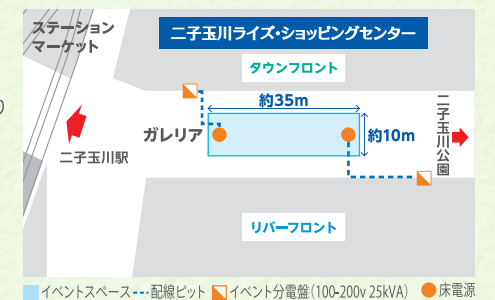 ステーション
マーケット
二子玉川ライズ・ショッピングセンター
タウンフロント
り
約35m
ガレリア
約10m
二子玉川駅
二子玉川公園
リバーフロント
イベントスペース 配線ピット イベント分電盤(100-200v 25kVA) 床電源